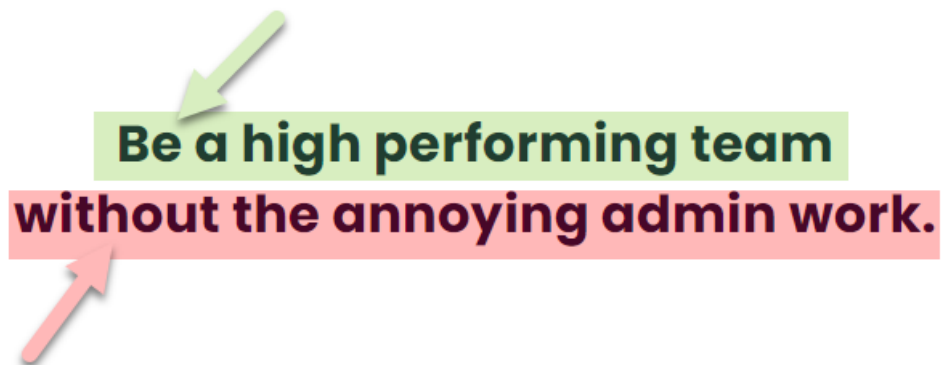 Be a high performing team
without the annoying admin work.